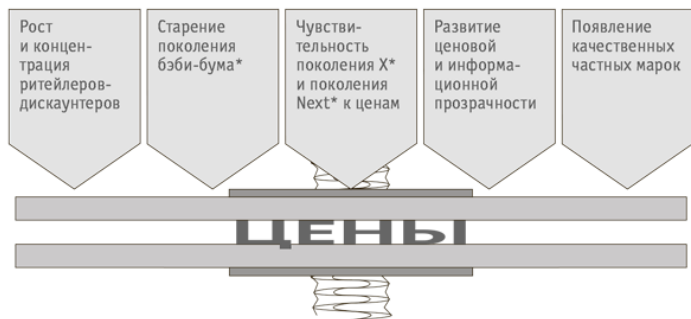 Рост
и концен-
трация
ритейлеров-
дискаунтеров
Старение
поколения
бэби-бума*
Чувстви-
тельность
поколения X*
и поколения
Next* к ценам
Развитие
ценовой
и информа-
ционной
прозрачности
Появление
качественных
частных марок
ЦЕНЫ